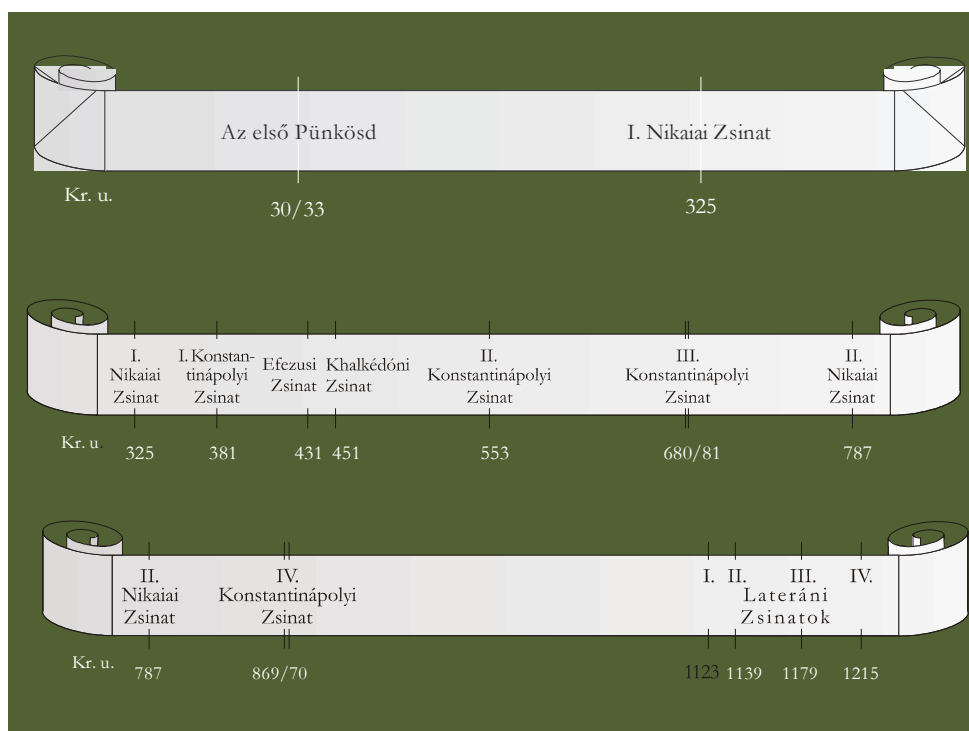 Az első Pünkösd
I. Nikaiai Zsinat
Kr. u.
30/33
325
I.
Nikaiai
Zsinat
I. Konstan-
tinápolyi
Zsinat
Efezusi
Zsinat
Khalkédóni
Zsinat
II.
Konstantinápolyi
Zsinat
III.
Konstantinápolyi
Zsinat
II.
Nikaiai
Zsinat
Kr. u.
325
381
431
451
553
680/81
787
II.
Nikaiai
Zsinat
IV.
Konstantinápolyi
Zsinat
I. II. III. IV.
Lateráni
Zsinatok
Kr. u.
787
869/70
1123
1139
1179
1215